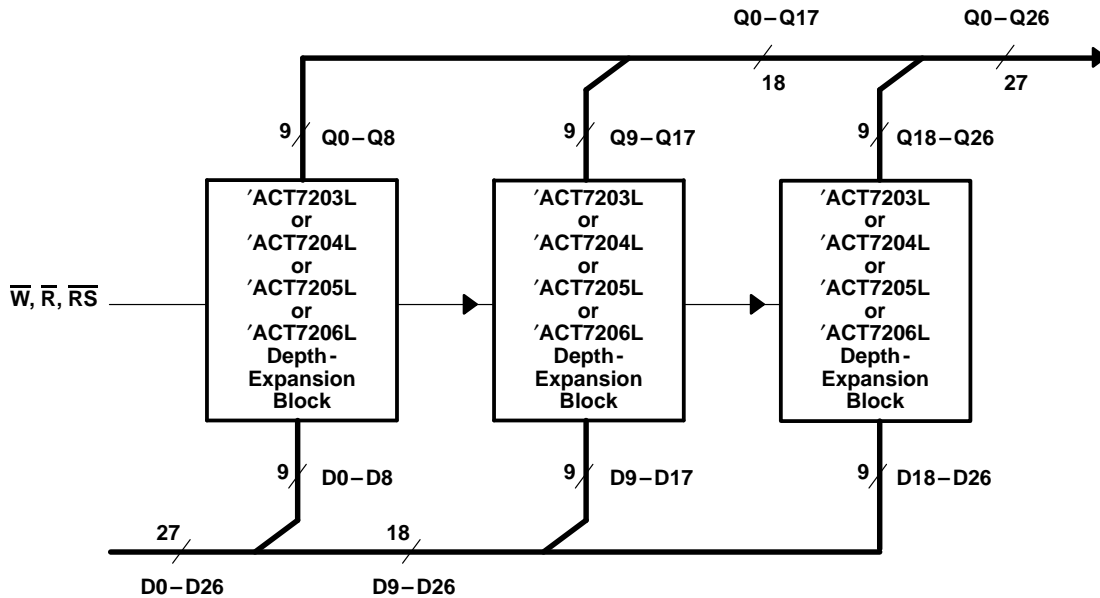 Q0–Q17
Q0–Q26
18
27
9
Q0–Q8
9
Q9–Q17
9
Q18–Q26
′ACT7203L
or
′ACT7204L
or
′ACT7205L
or
′ACT7206L
Depth-
Expansion
Block
′ACT7203L
or
′ACT7204L
or
′ACT7205L
or
′ACT7206L
Depth-
Expansion
Block
′ACT7203L
or
′ACT7204L
or
′ACT7205L
or
′ACT7206L
Depth-
Expansion
Block
W̅, R̅, R̅S̅
9
D0–D8
9
D9–D17
9
D18–D26
27
18
D0–D26
D9–D26